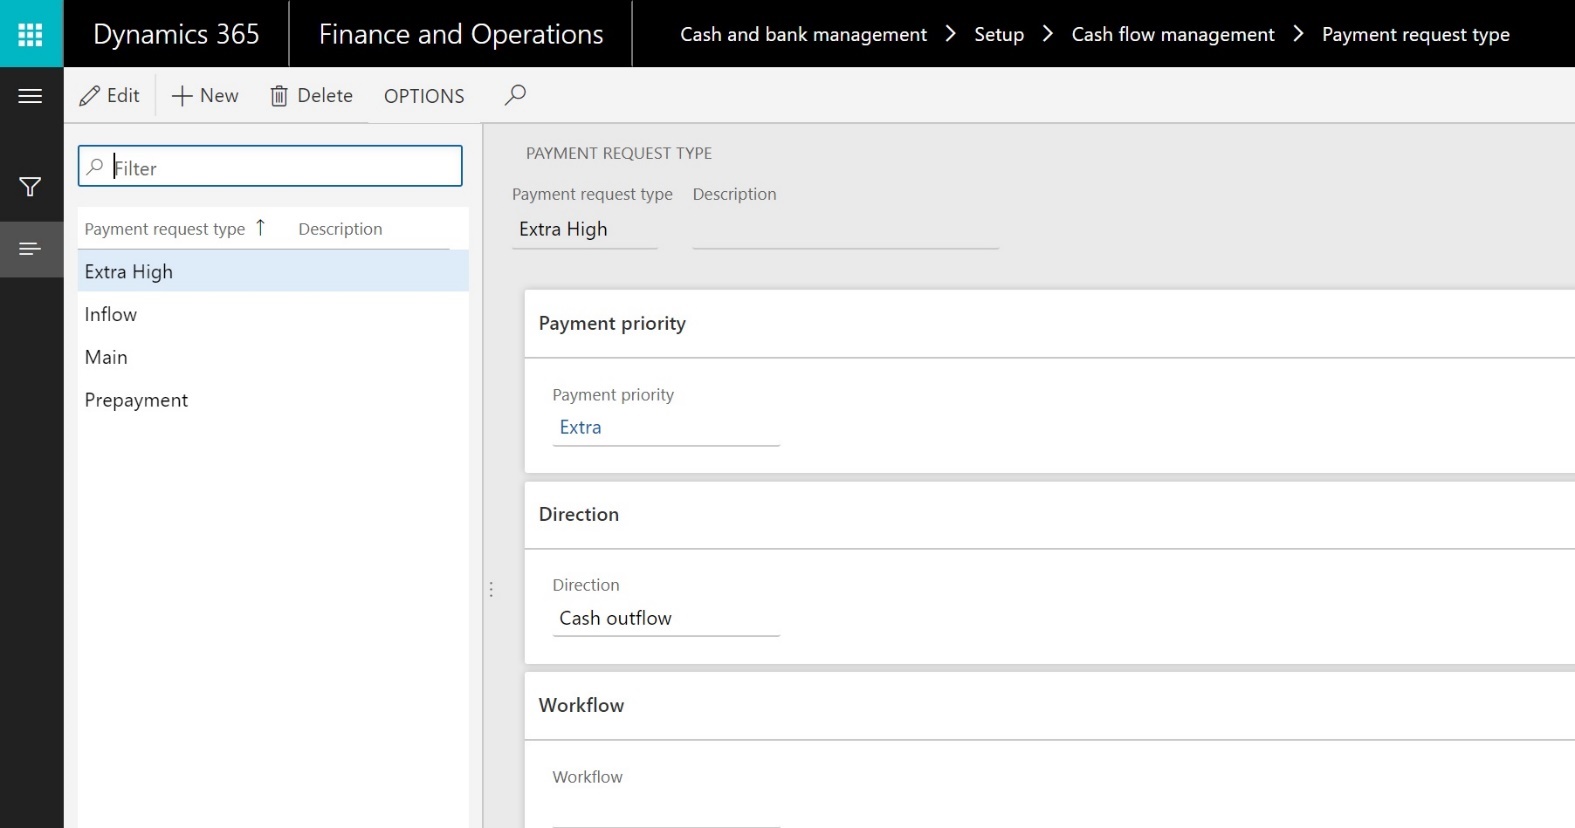 Dynamics 365
Finance and Operations
Cash and bank management > Setup > Cash flow management > Payment request type
Edit
New
Delete
OPTIONS
Filter
Payment request type ↑ Description
Extra High
Inflow
Main
Prepayment
PAYMENT REQUEST TYPE
Payment request type Description
Extra High
Payment priority
Payment priority
Extra
Direction
Direction
Cash outflow
Workflow
Workflow